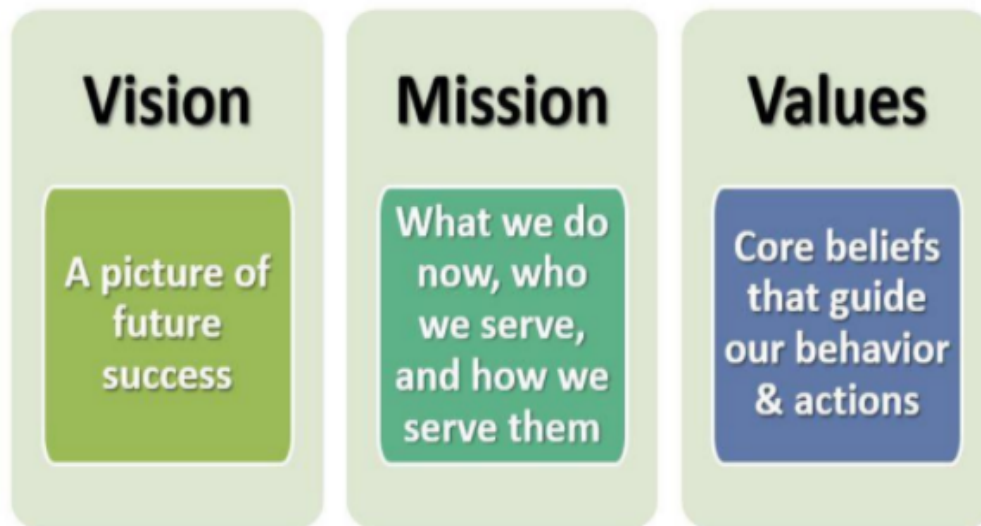 Vision
A picture of
future
success
Mission
What we do
now, who
we serve,
and how we
serve them
Values
Core beliefs
that guide
our behavior
& actions